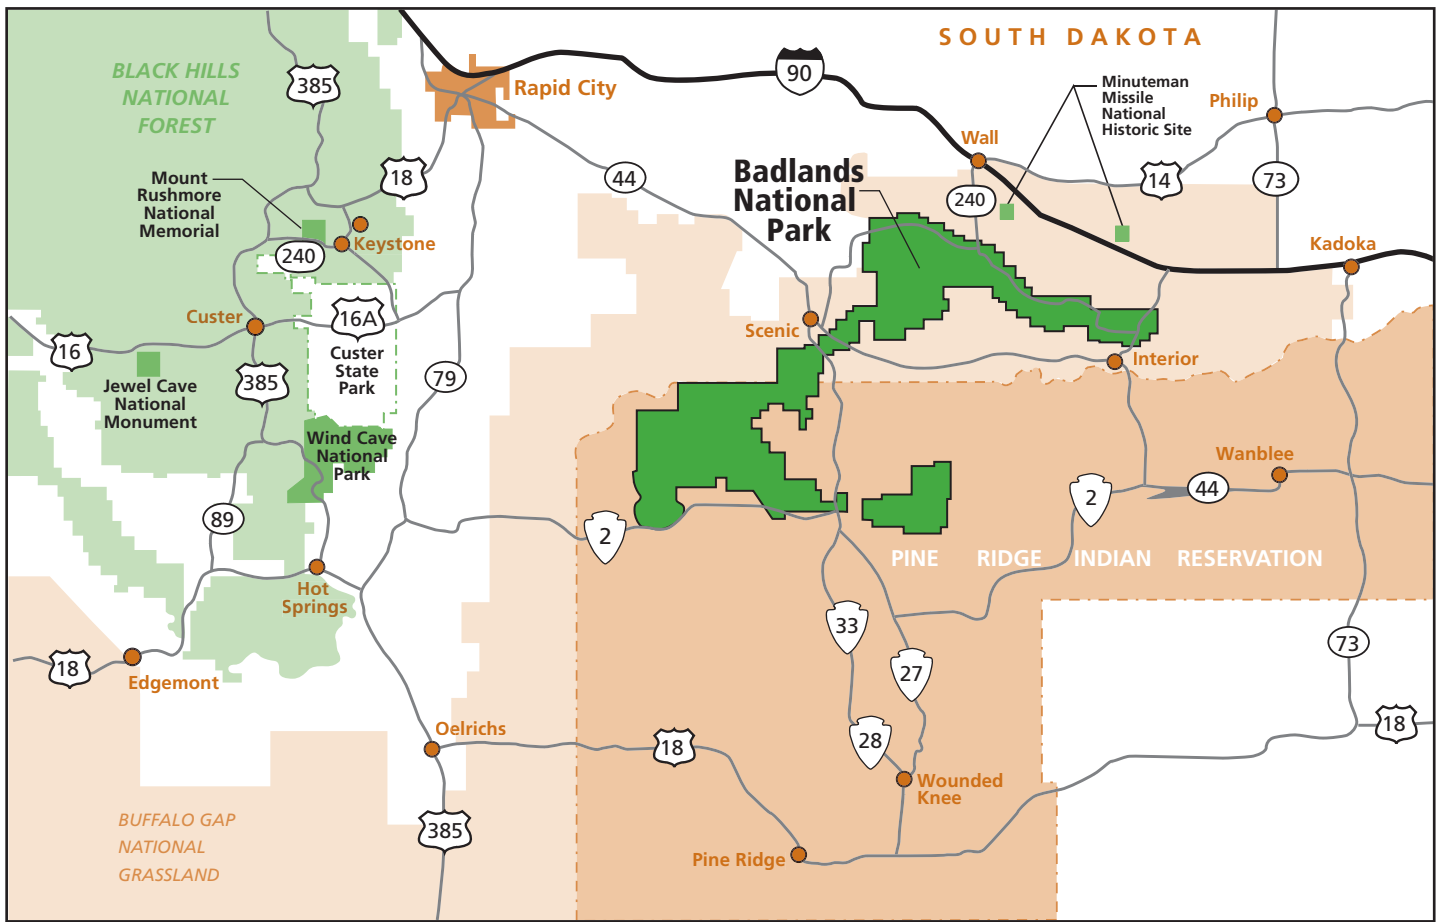 SOUTH DAKOTA
BLACK HILLS
NATIONAL
FOREST
385
Rapid City
90
Minuteman
Missile
National
Historic Site
Philip
Wall
Mount
Rushmore
National
Memorial
18
44
Badlands
National
Park
240
14
73
Keystone
240
Kadoka
Custer
16A
Scenic
Interior
16
Custer
State
Park
385
79
Jewel Cave
National
Monument
Wind Cave
National
Park
Wanblee
44
2
89
2
PINE RIDGE INDIAN RESERVATION
Hot
Springs
33
73
18
Edgemont
27
Oelrichs
18
28
18
Wounded
Knee
BUFFALO GAP
NATIONAL
GRASSLAND
385
Pine Ridge